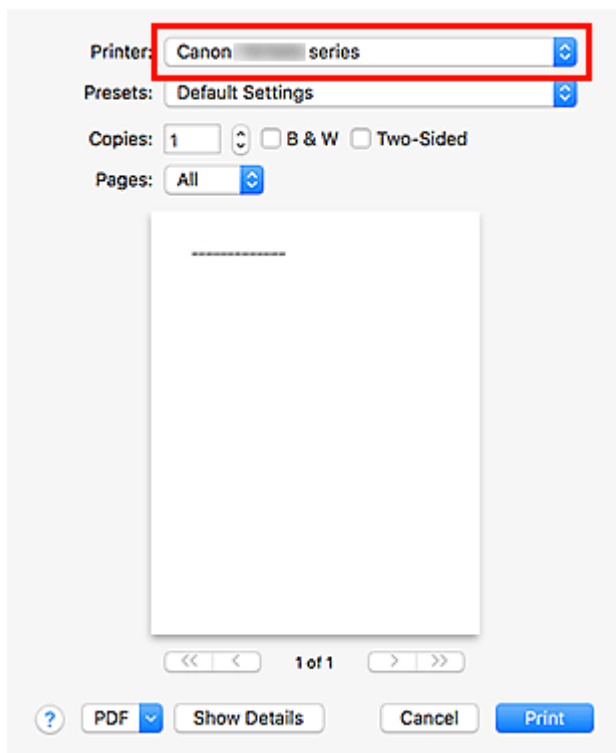 Printer: Canon series
Presets: Default Settings
Copies: 1 B & W Two-Sided
Pages: All
-------------
1 of 1
? PDF Show Details Cancel Print